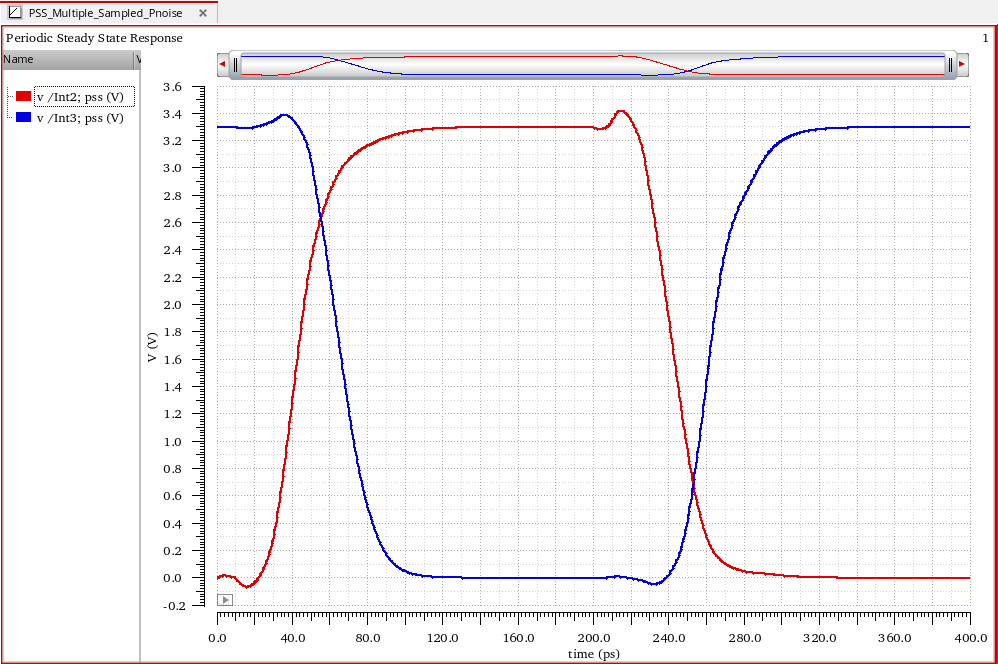 PSS_Multiple_Sampled_Pnoise ×
Periodic Steady State Response 1
Name V
v /Int2; pss (V)
v /Int3; pss (V)
3.6
3.4
3.2
3.0
2.8
2.6
2.4
2.2
2.0
1.8
1.6
1.4
1.2
1.0
0.8
0.6
0.4
0.2
0.0
-0.2
V (V)
0.0 40.0 80.0 120.0 160.0 200.0 240.0 280.0 320.0 360.0 400.0
time (ps)